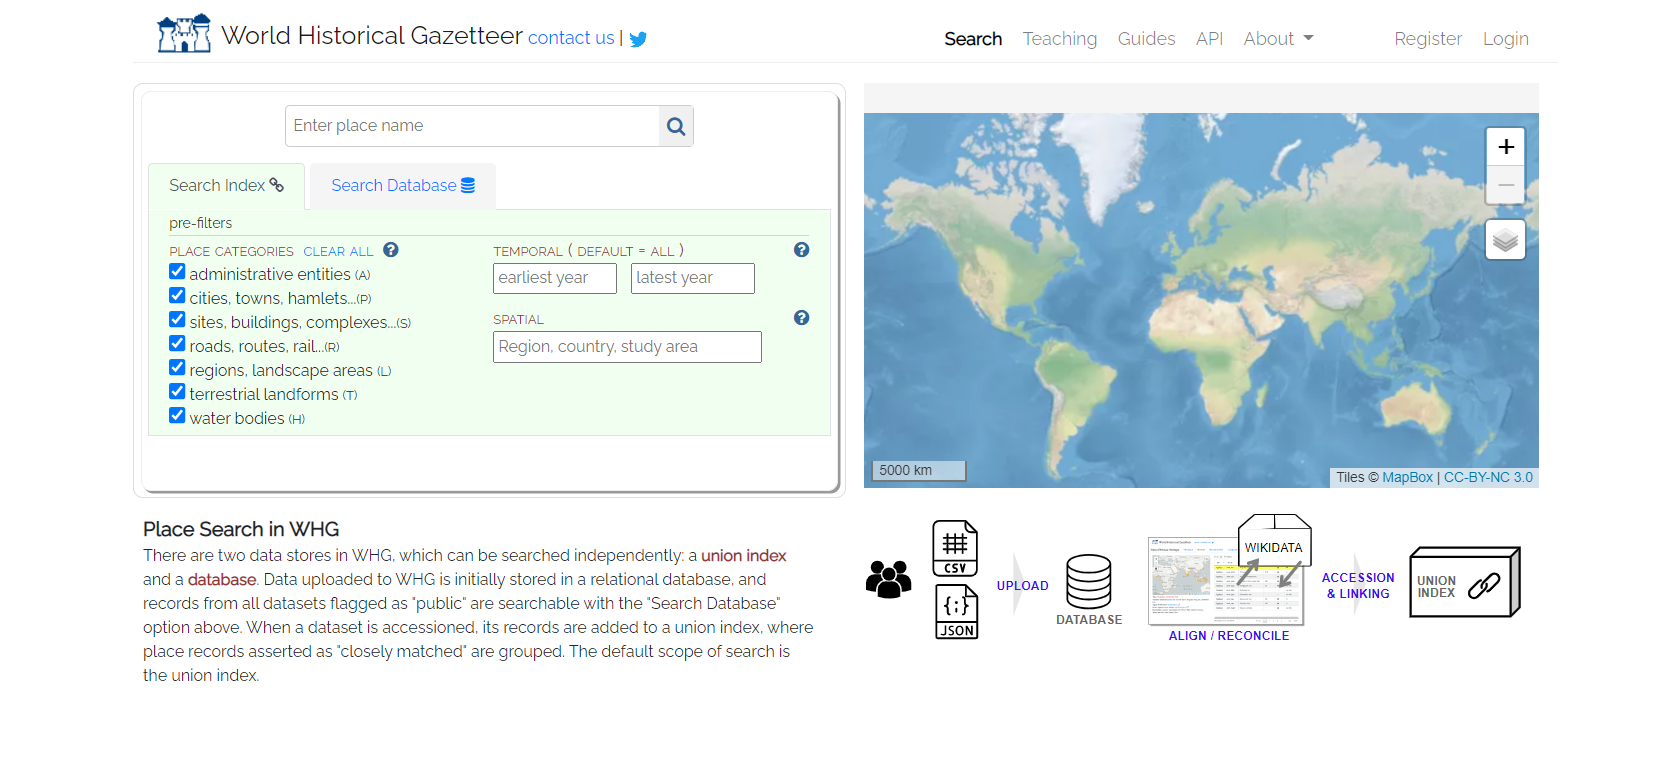 World Historical Gazetteer contact us |
Search Teaching Guides API About Register Login
Enter place name
Search Index Search Database
pre-filters
PLACE CATEGORIES CLEAR ALL
administrative entities (A)
cities, towns, hamlets...(P)
sites, buildings, complexes...(S)
roads, routes, rail...(R)
regions, landscape areas (L)
terrestrial landforms (T)
water bodies (H)
TEMPORAL ( DEFAULT = ALL )
earliest year latest year
SPATIAL
Region, country, study area
+
−
5000 km
Tiles © MapBox | CC-BY-NC 3.0
Place Search in WHG
There are two data stores in WHG, which can be searched independently: a union index
and a database. Data uploaded to WHG is initially stored in a relational database, and
records from all datasets flagged as "public" are searchable with the "Search Database"
option above. When a dataset is accessioned, its records are added to a union index, where
place records asserted as "closely matched" are grouped. The default scope of search is
the union index.
CSV
{;}
JSON
UPLOAD
DATABASE
WIKIDATA
ALIGN / RECONCILE
ACCESSION
& LINKING
UNION
INDEX